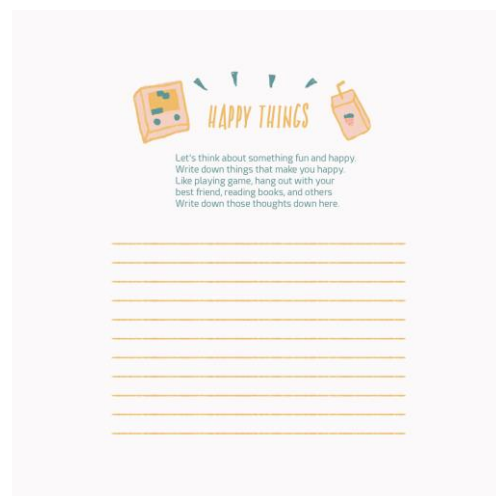 HAPPY THINGS
Let's think about something fun and happy.
Write down things that make you happy.
Like playing game, hang out with your
best friend, reading books, and others
Write down those thoughts down here.